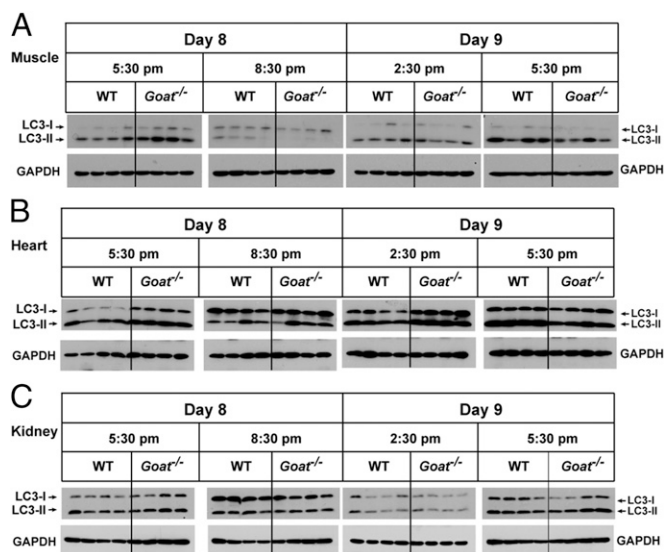 A
Muscle
Day 8 Day 9
5:30 pm 8:30 pm 2:30 pm 5:30 pm
WT Goat-/- WT Goat-/- WT Goat-/- WT Goat-/-
LC3-I LC3-I
LC3-II LC3-II
GAPDH GAPDH
B
Heart
Day 8 Day 9
5:30 pm 8:30 pm 2:30 pm 5:30 pm
WT Goat-/- WT Goat-/- WT Goat-/- WT Goat-/-
LC3-I LC3-I
LC3-II LC3-II
GAPDH GAPDH
C
Kidney
Day 8 Day 9
5:30 pm 8:30 pm 2:30 pm 5:30 pm
WT Goat-/- WT Goat-/- WT Goat-/- WT Goat-/-
LC3-I LC3-I
LC3-II LC3-II
GAPDH GAPDH